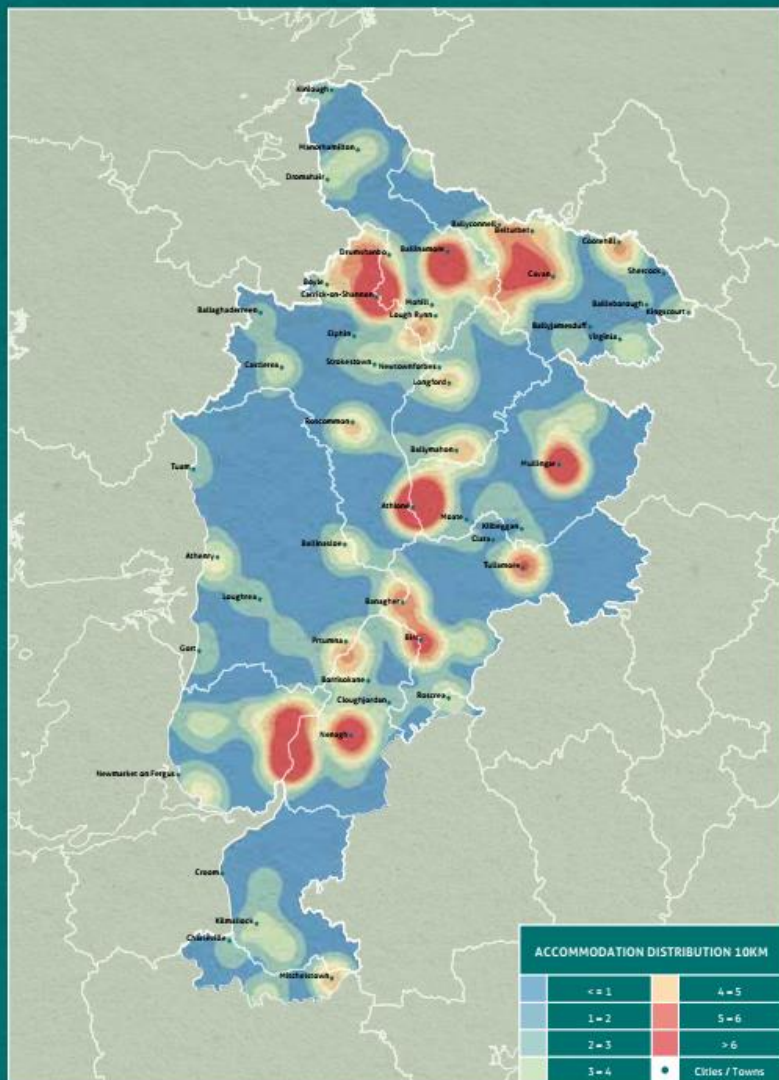 Kinlough
Manorhamilton
Dromahair
Ballyconnell
Belturbet
Cootehill
Drumshanbo
Ballinamore
Cavan
Shercock
Boyle
Carrick-on-Shannon
Mohill
Bailieborough
Kingscourt
Ballaghaderreen
Lough Rynn
Ballyjamesduff
Elphin
Virginia
Castlerea
Strokestown
Newtownforbes
Longford
Roscommon
Ballymahon
Tuam
Mullingar
Athlone
Moate
Kilbeggan
Clara
Ballinasloe
Athenry
Tullamore
Loughrea
Banagher
Birr
Portumna
Gort
Borrisokane
Cloughjordan
Roscrea
Nenagh
Newmarket on Fergus
Croom
Kilmallock
Charleville
Mitchelstown
ACCOMMODATION DISTRIBUTION 10KM
< = 1
4 = 5
1 = 2
5 = 6
2 = 3
> 6
3 = 4
Cities / Towns